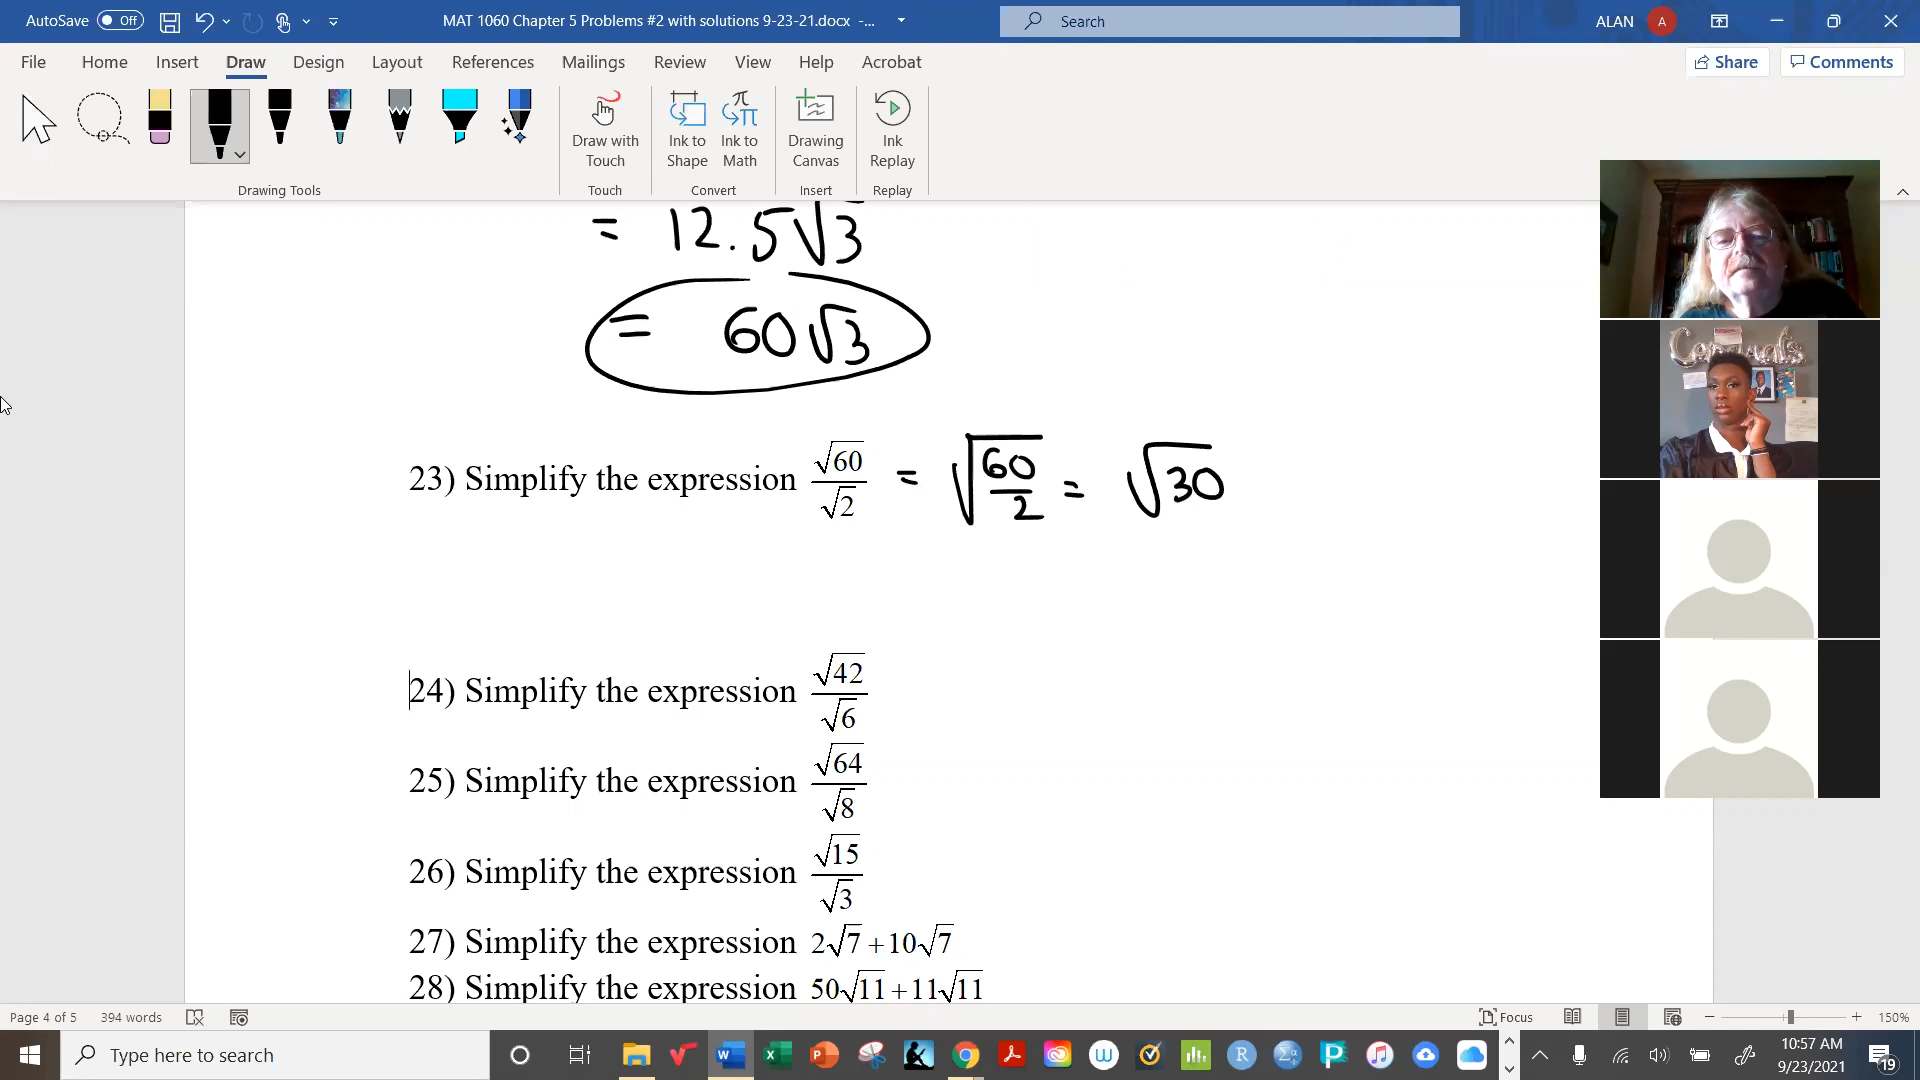 AutoSave Off MAT 1060 Chapter 5 Problems #2 with solutions 9-23-21.docx -... Search ALAN A
File Home Insert Draw Design Layout References Mailings Review View Help Acrobat Share Comments
Draw with Touch
Ink to Shape
Ink to Math
Drawing Canvas
Ink Replay
Drawing Tools Touch Convert Insert Replay
= 12.5√3
= 60√3
Congrats
23) Simplify the expression √60/√2 = √(60/2) = √30
24) Simplify the expression √42/√6
25) Simplify the expression √64/√8
26) Simplify the expression √15/√3
27) Simplify the expression 2√7+10√7
28) Simplify the expression 50√11+11√11
Page 4 of 5 394 words Focus 150%
Type here to search
10:57 AM
9/23/2021
19